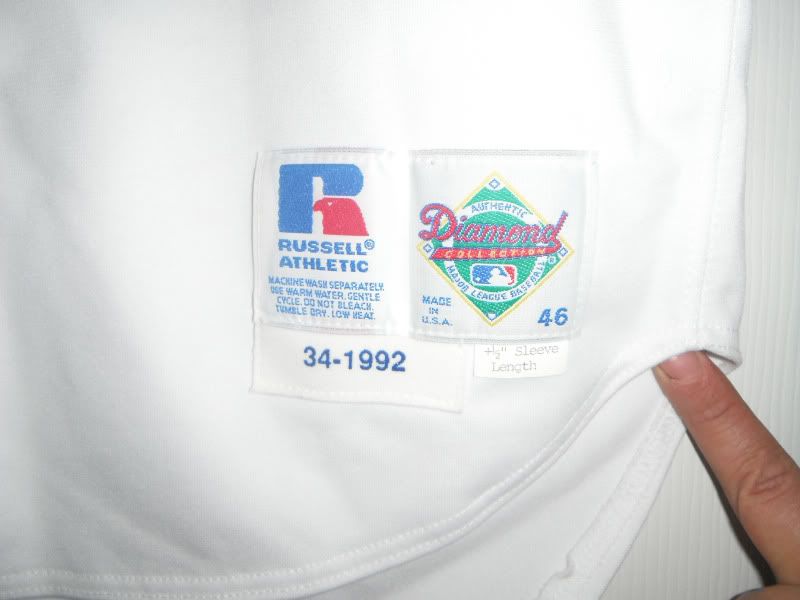 RUSSELL®
ATHLETIC
MACHINE WASH SEPARATELY.
USE WARM WATER. GENTLE
CYCLE. DO NOT BLEACH.
TUMBLE DRY. LOW HEAT.
AUTHENTIC
Diamond
COLLECTION
MAJOR LEAGUE BASEBALL
MADE
IN
U.S.A.
46
34-1992
+½" Sleeve
Length